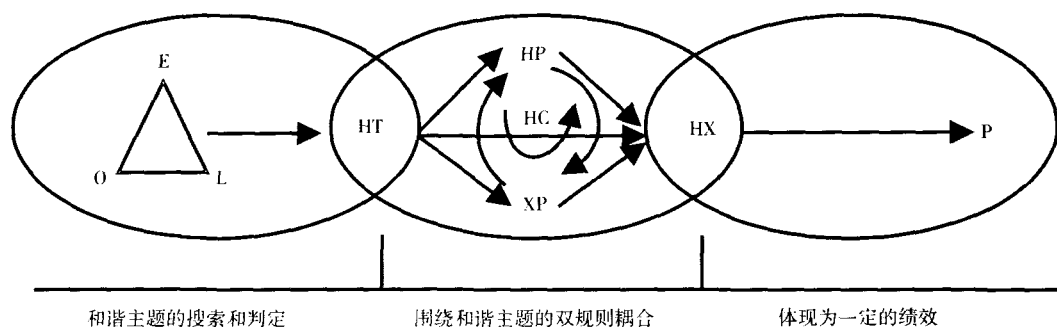 E
O
L
HT
HP
HC
XP
HX
P
和谐主题的搜索和判定
围绕和谐主题的双规则耦合
体现为一定的绩效